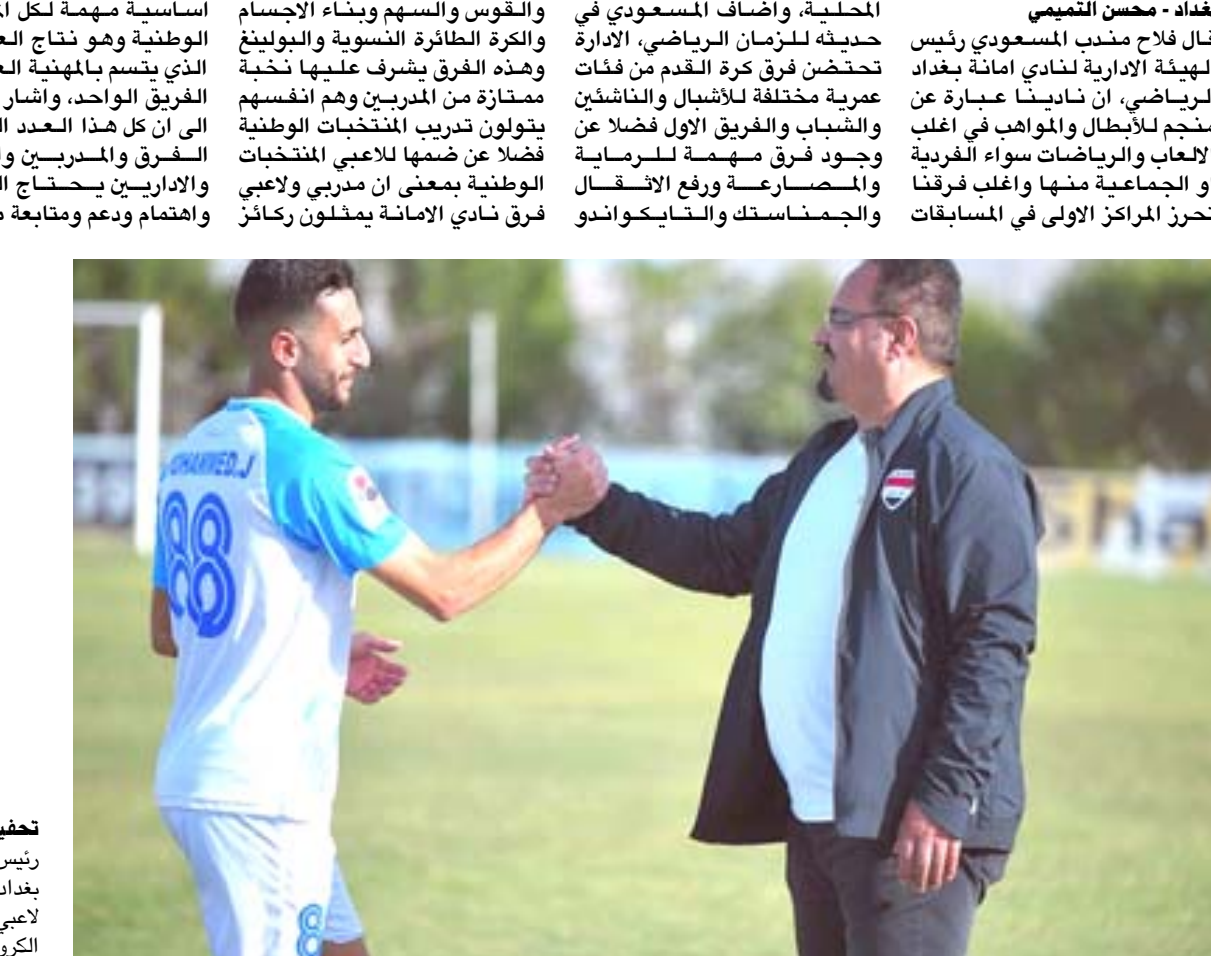 بغداد - محسن التميمي
قال فلاح مندب المسعودي رئيس
الهيئة الادارية لنادي امانة بغداد
الرياضي، ان نادينا عبارة عن
منجم للأبطال والمواهب في اغلب
الالعاب والرياضات سواء الفردية
او الجماعية منها واغلب فرقنا
تحرز المراكز الاولى في المسابقات
المحلية، واضاف المسعودي في
حديثه للزمان الرياضي، الادارة
تحتضن فرق كرة القدم من فئات
عمرية مختلفة للأشبال والناشئين
والشباب والفريق الاول فضلا عن
وجود فرق مهمة للرماية
والمصارعة ورفع الاثقال
والجمناستك والتايكواندو
والقوس والسهم وبناء الاجسام
والكرة الطائرة النسوية والبولينغ
وهذه الفرق يشرف عليها نخبة
ممتازة من المدربين وهم انفسهم
يتولون تدريب المنتخبات الوطنية
فضلا عن ضمها للاعبي المنتخبات
الوطنية بمعنى ان مدربي ولاعبي
فرق نادي الامانة يمثلون ركائز
اساسية مهمة لكل
الوطنية وهو نتاج
الذي يتسم بالمهنية
الفريق الواحد، واشار
الى ان كل هذا العدد
الفرق والمدربين
والاداريين يحتاج
واهتمام ودعم ومتابعة
OHAMMED.J
88
8
رئيس
بغداد
لاعبي